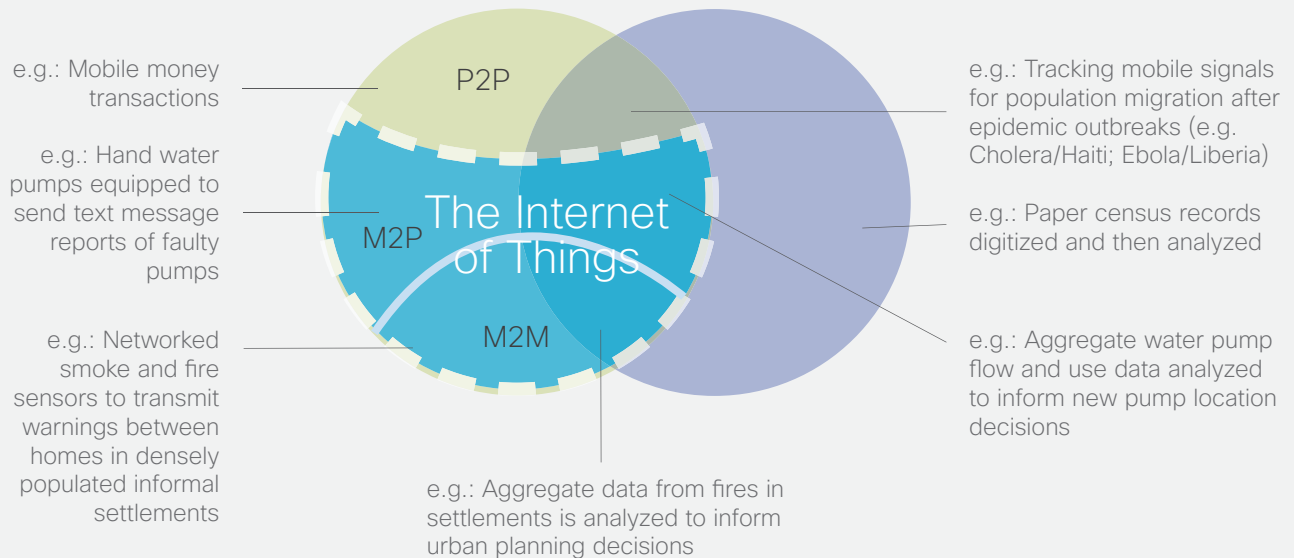 e.g.: Mobile money
transactions
e.g.: Hand water
pumps equipped to
send text message
reports of faulty
pumps
e.g.: Networked
smoke and fire
sensors to transmit
warnings between
homes in densely
populated informal
settlements
P2P
The Internet
of Things
M2P
M2M
e.g.: Aggregate data from fires in
settlements is analyzed to inform
urban planning decisions
e.g.: Tracking mobile signals
for population migration after
epidemic outbreaks (e.g.
Cholera/Haiti; Ebola/Liberia)
e.g.: Paper census records
digitized and then analyzed
e.g.: Aggregate water pump
flow and use data analyzed
to inform new pump location
decisions